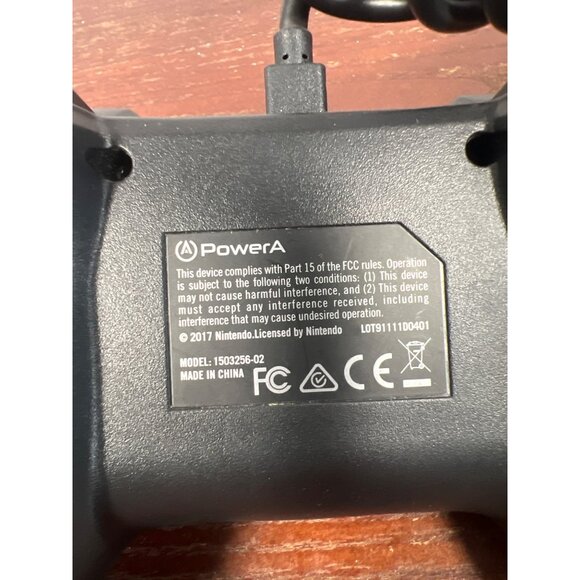 PowerA
This device complies with Part 15 of the FCC rules. Operation
is subject to the following two conditions: (1) This device
may not cause harmful interference, and (2) This device
must accept any interference received, including
interference that may cause undesired operation.
© 2017 Nintendo.Licensed by Nintendo LOT91111D0401
MODEL: 1503256-02
MADE IN CHINA FC CE